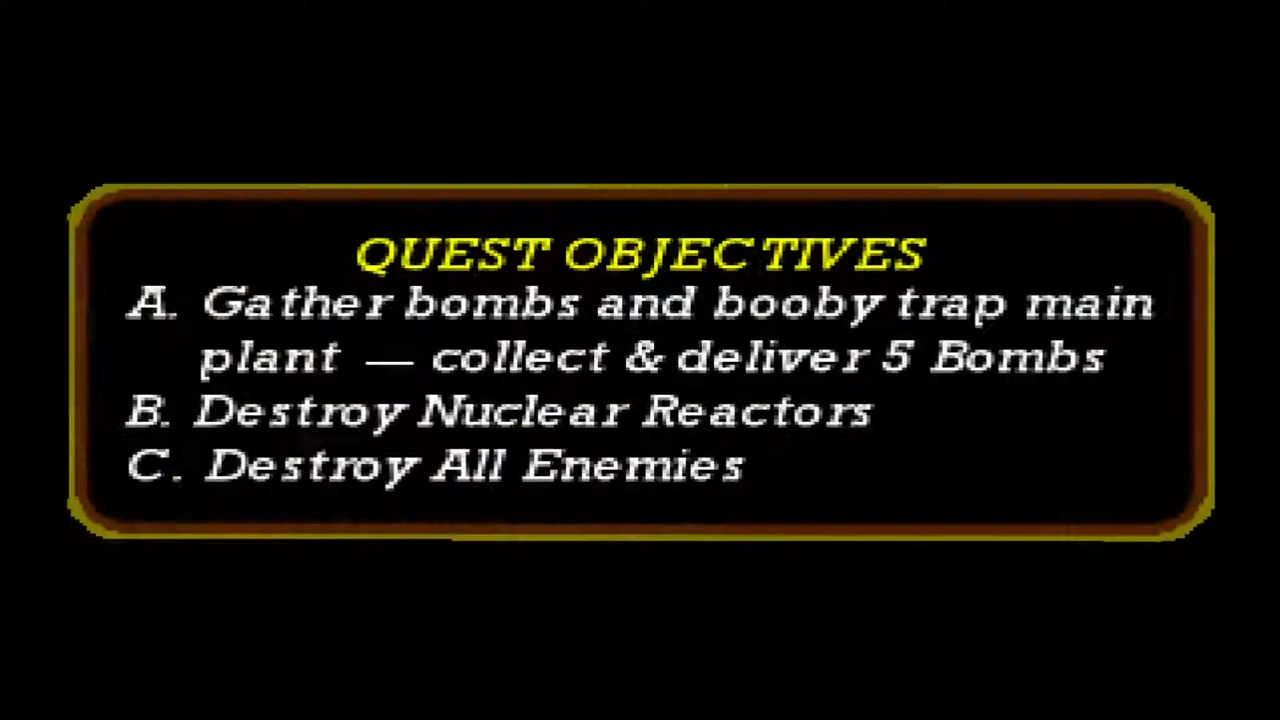 QUEST OBJECTIVES
A. Gather bombs and booby trap main
plant — collect & deliver 5 Bombs
B. Destroy Nuclear Reactors
C. Destroy All Enemies